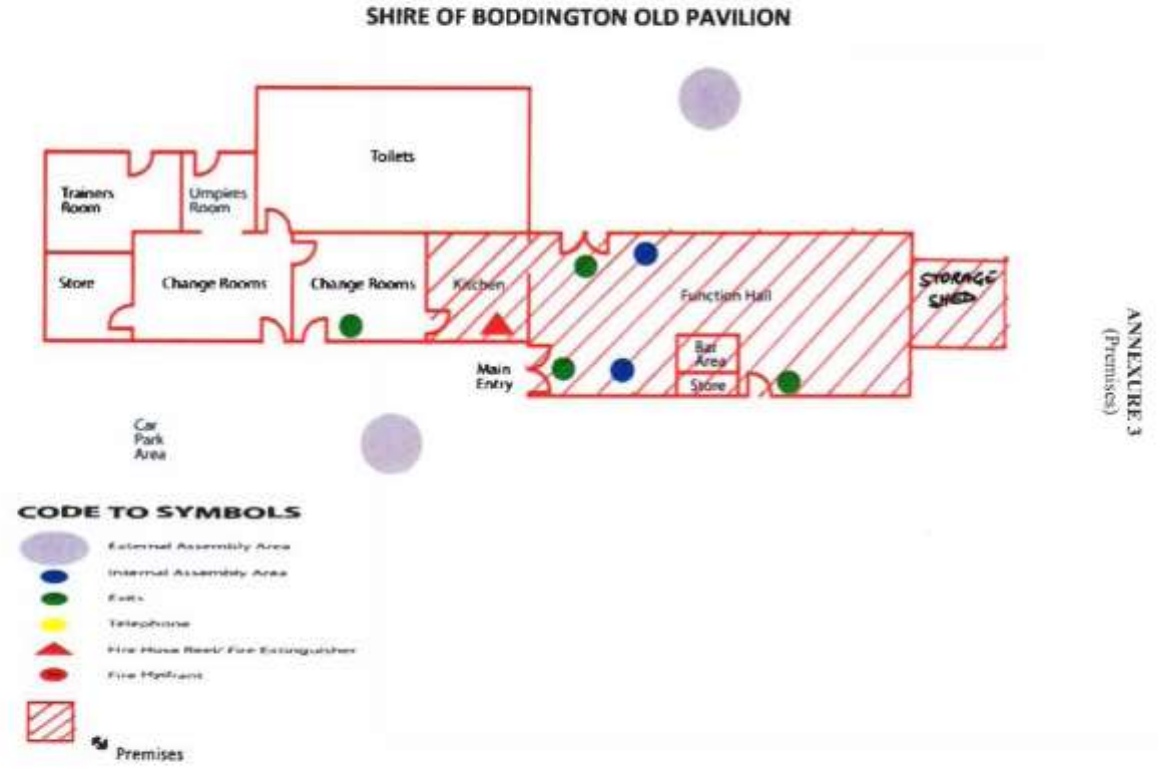 SHIRE OF BODDINGTON OLD PAVILION
Toilets
Trainers
Room
Umpires
Room
Store
Change Rooms
Change Rooms
Kitchen
Function Hall
STORAGE
SHED
Bar
Area
Store
Main
Entry
Car
Park
Area
ANNEXURE 3
(Premises)
CODE TO SYMBOLS
External Assembly Area
Internal Assembly Area
Exits
Telephone
Fire Hose Reel/ Fire Extinguisher
Fire Hydrant
Premises